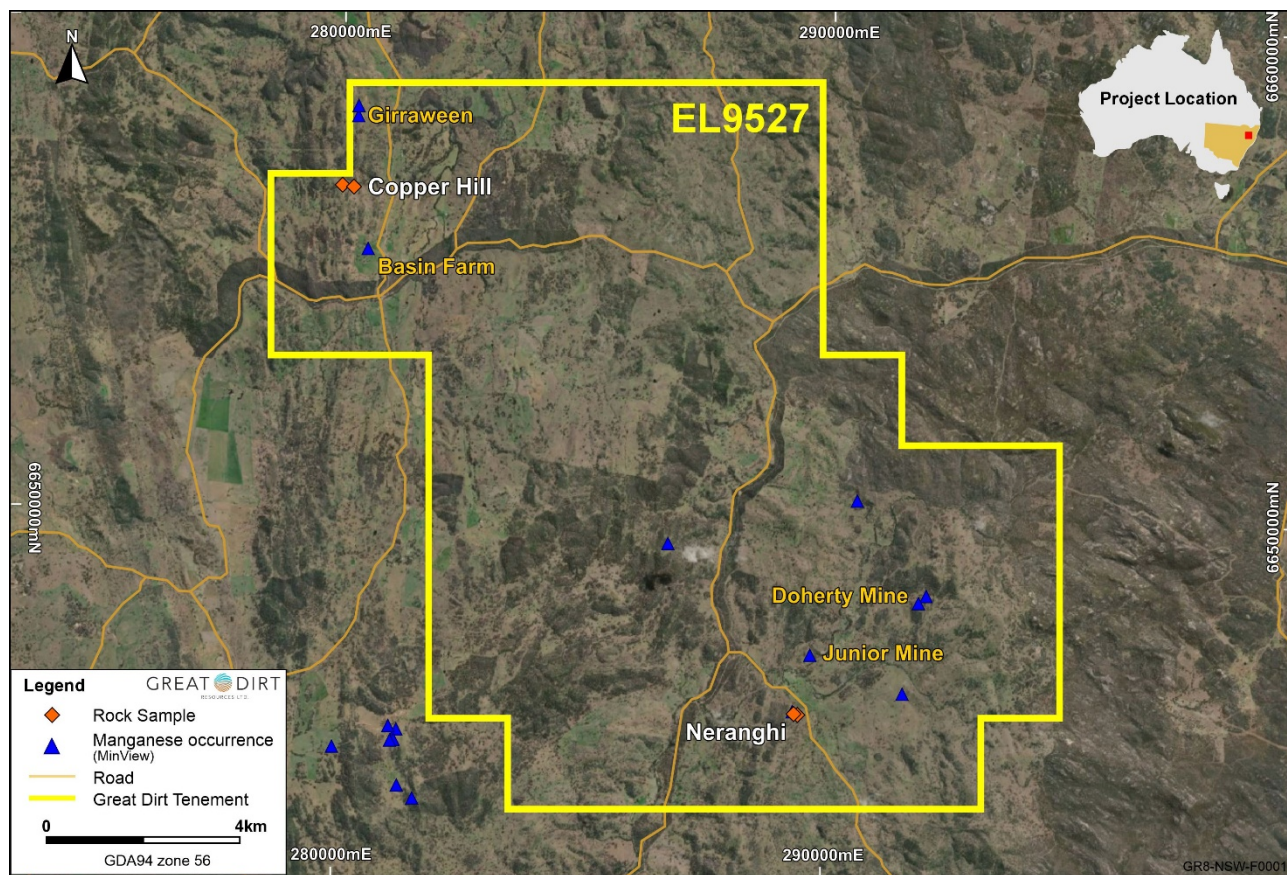 280000mE
290000mE
N
6660000mN
Project Location
EL9527
Girraween
Copper Hill
Basin Farm
6650000mN
6650000mN
Doherty Mine
Junior Mine
Neranghi
Legend
GREAT DIRT
RESOURCES LTD.
Rock Sample
Manganese occurrence
(MinView)
Road
Great Dirt Tenement
0 4km
GDA94 zone 56
280000mE
290000mE
GR8-NSW-F0001